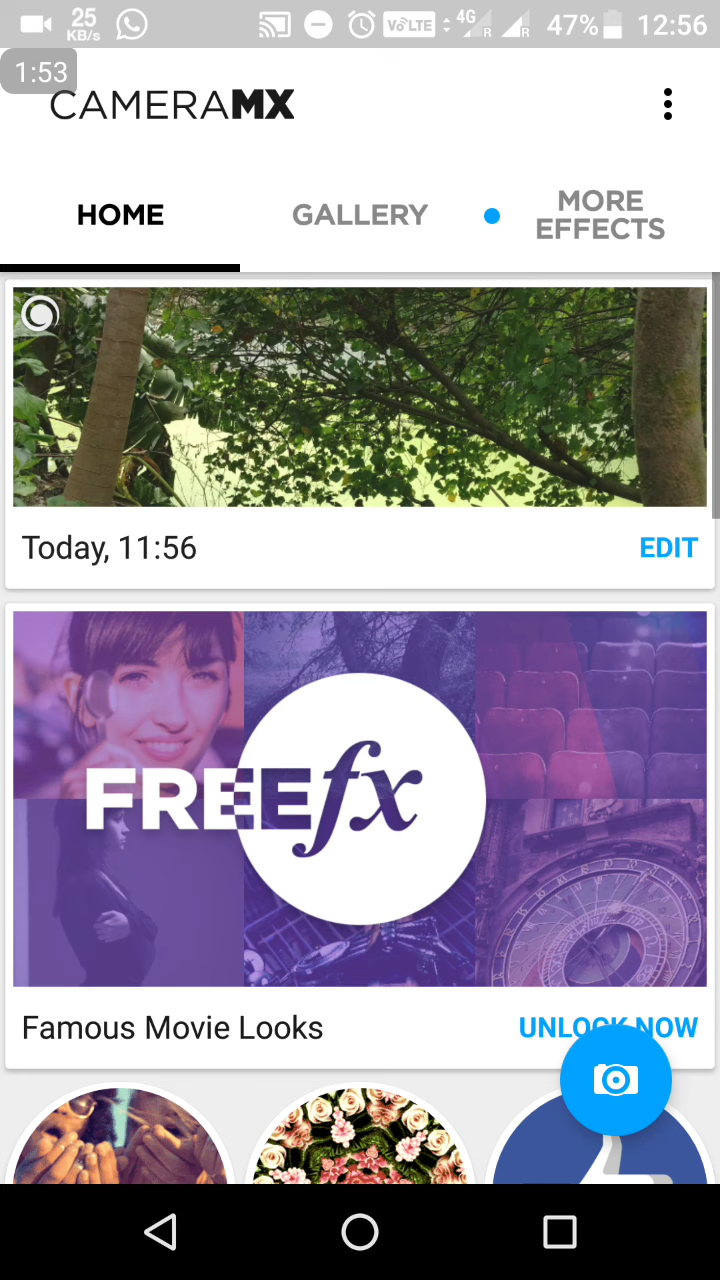 25
KB/s
VoLTE
4G
R
R
47%
12:56
1:53
CAMERAMX
HOME
GALLERY
MORE
EFFECTS
Today, 11:56
EDIT
FREEfx
Famous Movie Looks
UNLOCK NOW